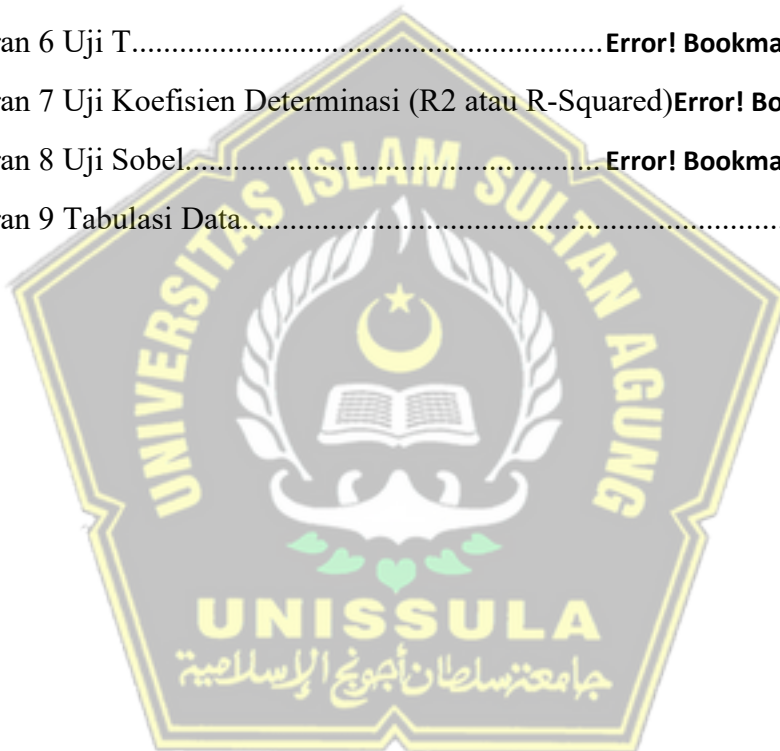 ran 6 Uji T......................................................Error! Bookma
ran 7 Uji Koefisien Determinasi (R2 atau R-Squared)Error! Bo
ran 8 Uji Sobel...............................................Error! Bookma
ran 9 Tabulasi Data.............................................................
UNIVERSITAS ISLAM SULTAN AGUNG
UNISSULA
جامعة سلطان أجونج الإسلامية